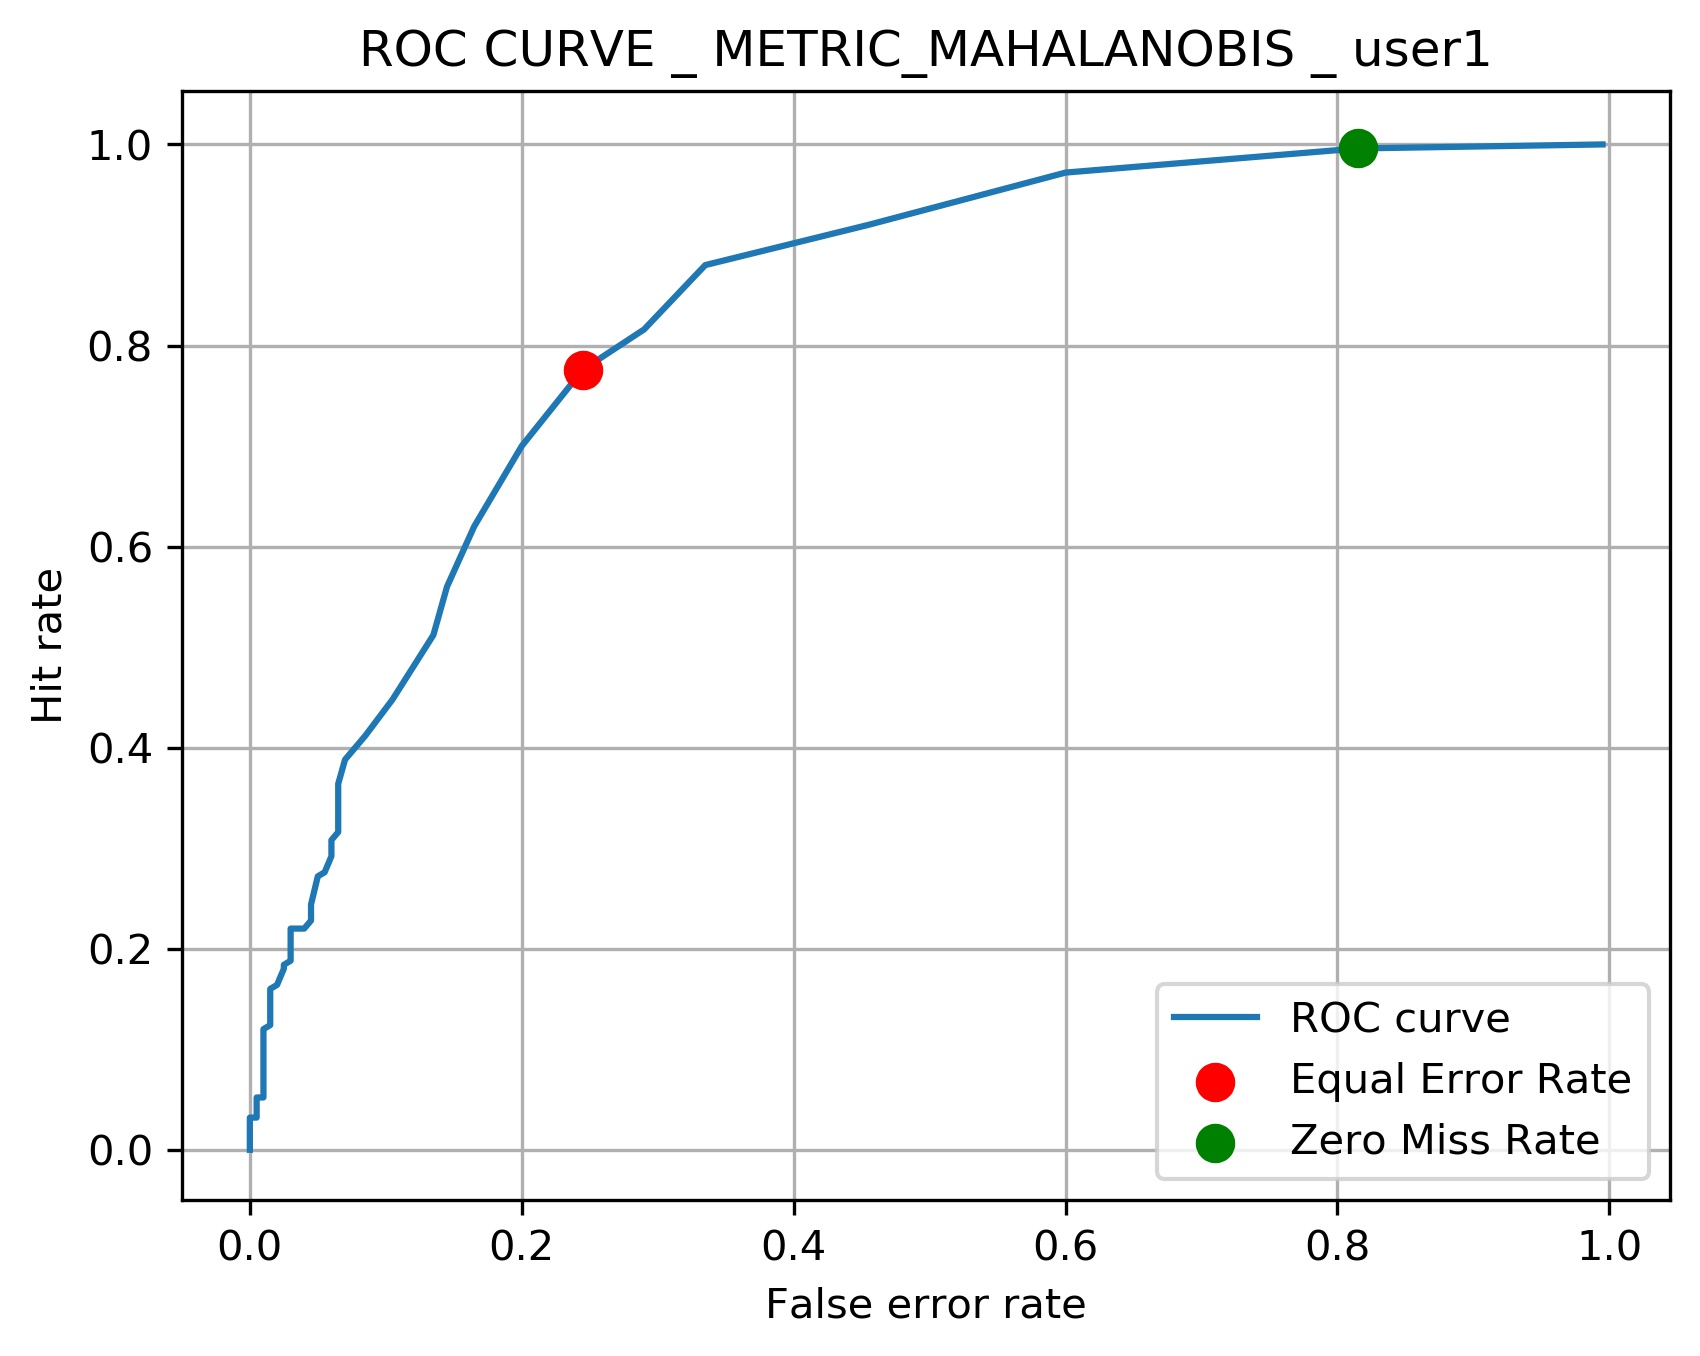 ROC CURVE _ METRIC_MAHALANOBIS _ user1
1.0
0.8
0.6
0.4
0.2
0.0
Hit rate
ROC curve
Equal Error Rate
Zero Miss Rate
0.0 0.2 0.4 0.6 0.8 1.0
False error rate